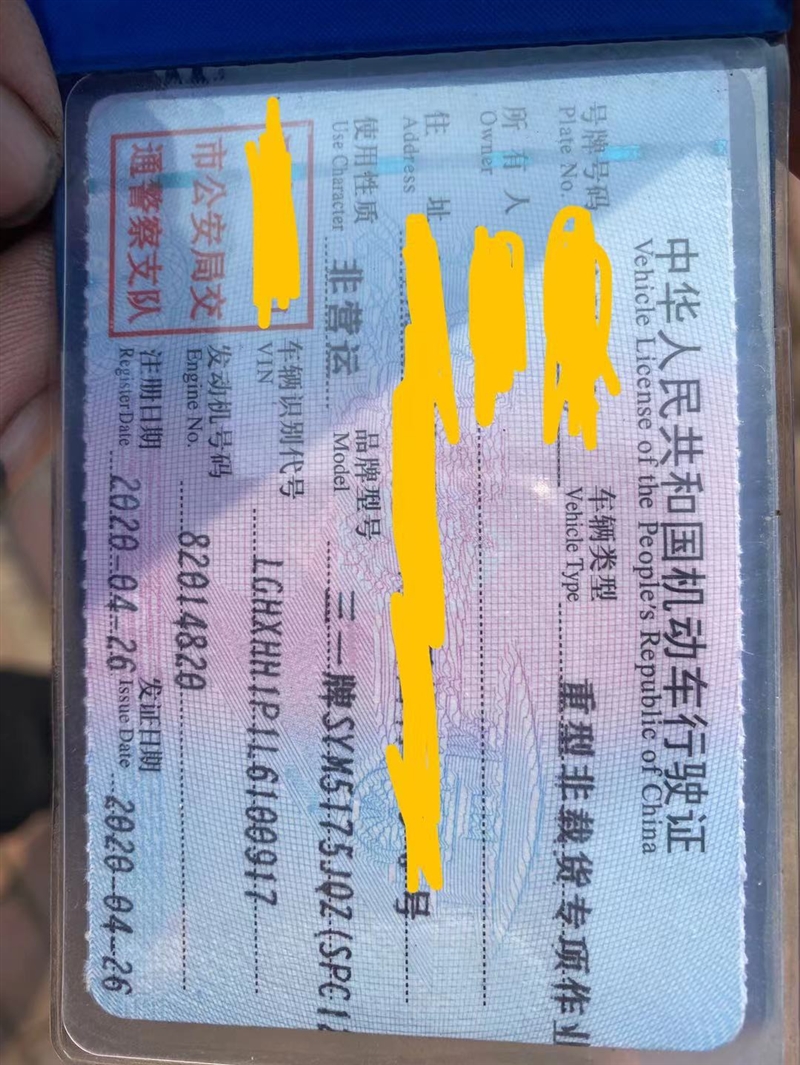 中华人民共和国机动车行驶证
Vehicle License of the People's Republic of China
号牌号码
Plate No.
车辆类型
Vehicle Type
重型非载货专项作业
所有人
Owner
住址
Address
号
使用性质
Use Character
非营运
品牌型号
Model
三一牌SYM5175JQZ(SPC12
市公安局交
通警察支队
车辆识别代号
VIN
LGHXHH1P1L6100917
发动机号码
Engine No.
82014820
注册日期
Register Date
2020-04-26
发证日期
Issue Date
2020-04-26